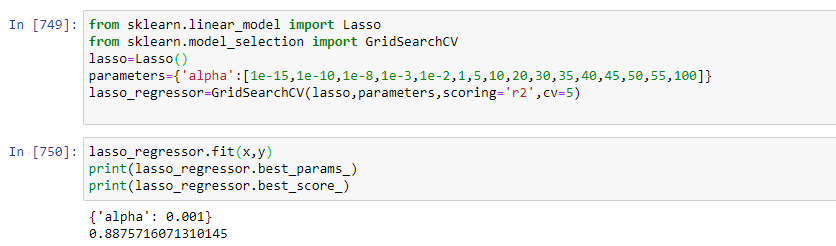 In [749]: from sklearn.linear_model import Lasso
from sklearn.model_selection import GridSearchCV
lasso=Lasso()
parameters={'alpha':[1e-15,1e-10,1e-8,1e-3,1e-2,1,5,10,20,30,35,40,45,50,55,100]}
lasso_regressor=GridSearchCV(lasso,parameters,scoring='r2',cv=5)
In [750]: lasso_regressor.fit(x,y)
print(lasso_regressor.best_params_)
print(lasso_regressor.best_score_)
{'alpha': 0.001}
0.8875716071310145